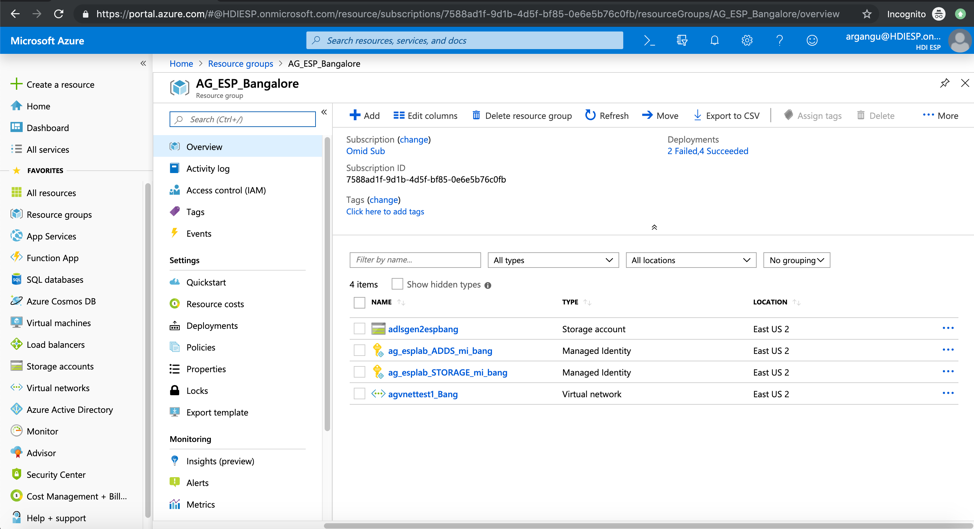 https://portal.azure.com/#@HDIESP.onmicrosoft.com/resource/subscriptions/7588ad1f-9d1b-4d5f-bf85-0e6e5b76c0fb/resourceGroups/AG_ESP_Bangalore/overview
Incognito
Microsoft Azure
Search resources, services, and docs
argangu@HDIESP.on...
HDI ESP
Create a resource
Home
Dashboard
All services
FAVORITES
All resources
Resource groups
App Services
Function App
SQL databases
Azure Cosmos DB
Virtual machines
Load balancers
Storage accounts
Virtual networks
Azure Active Directory
Monitor
Advisor
Security Center
Cost Management + Bill...
Help + support
Home > Resource groups > AG_ESP_Bangalore
AG_ESP_Bangalore
Resource group
Search (Ctrl+/)
Overview
Activity log
Access control (IAM)
Tags
Events
Settings
Quickstart
Resource costs
Deployments
Policies
Properties
Locks
Export template
Monitoring
Insights (preview)
Alerts
Metrics
Add Edit columns Delete resource group Refresh Move Export to CSV Assign tags Delete More
Subscription (change)
Omid Sub
Subscription ID
7588ad1f-9d1b-4d5f-bf85-0e6e5b76c0fb
Tags (change)
Click here to add tags
Deployments
2 Failed,4 Succeeded
Filter by name... All types All locations No grouping
4 items Show hidden types
NAME TYPE LOCATION
adlsgen2espbang Storage account East US 2
ag_esplab_ADDS_mi_bang Managed Identity East US 2
ag_esplab_STORAGE_mi_bang Managed Identity East US 2
agvnettest1_Bang Virtual network East US 2